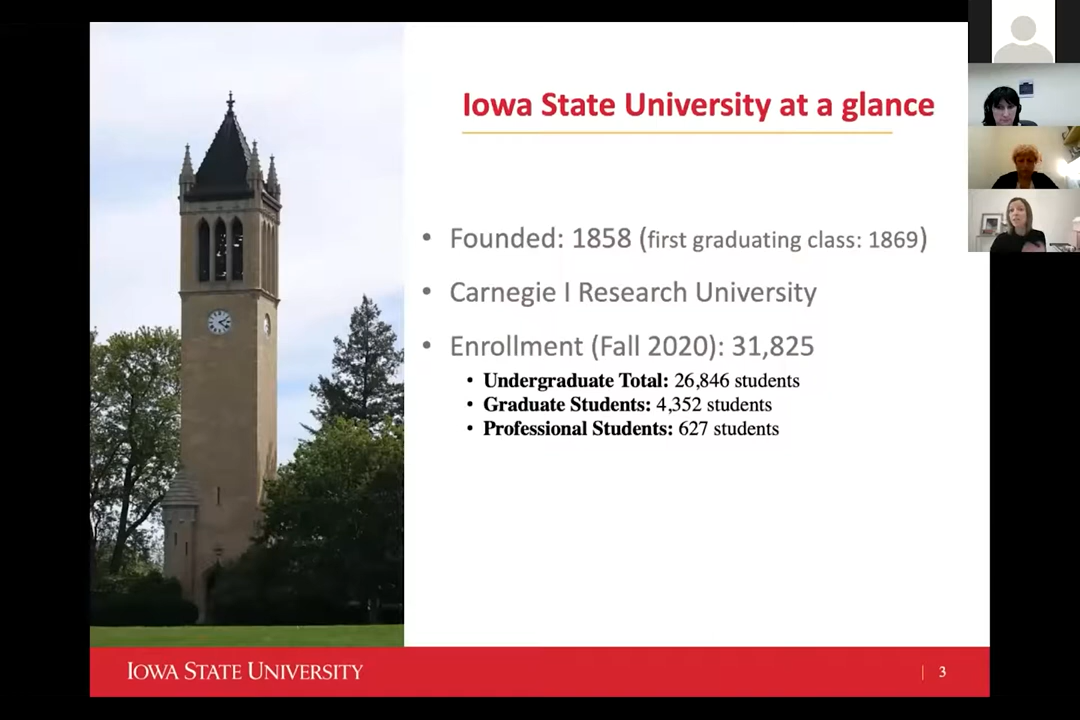 Iowa State University at a glance
• Founded: 1858 (first graduating class: 1869)
• Carnegie I Research University
• Enrollment (Fall 2020): 31,825
• Undergraduate Total: 26,846 students
• Graduate Students: 4,352 students
• Professional Students: 627 students
IOWA STATE UNIVERSITY
| 3